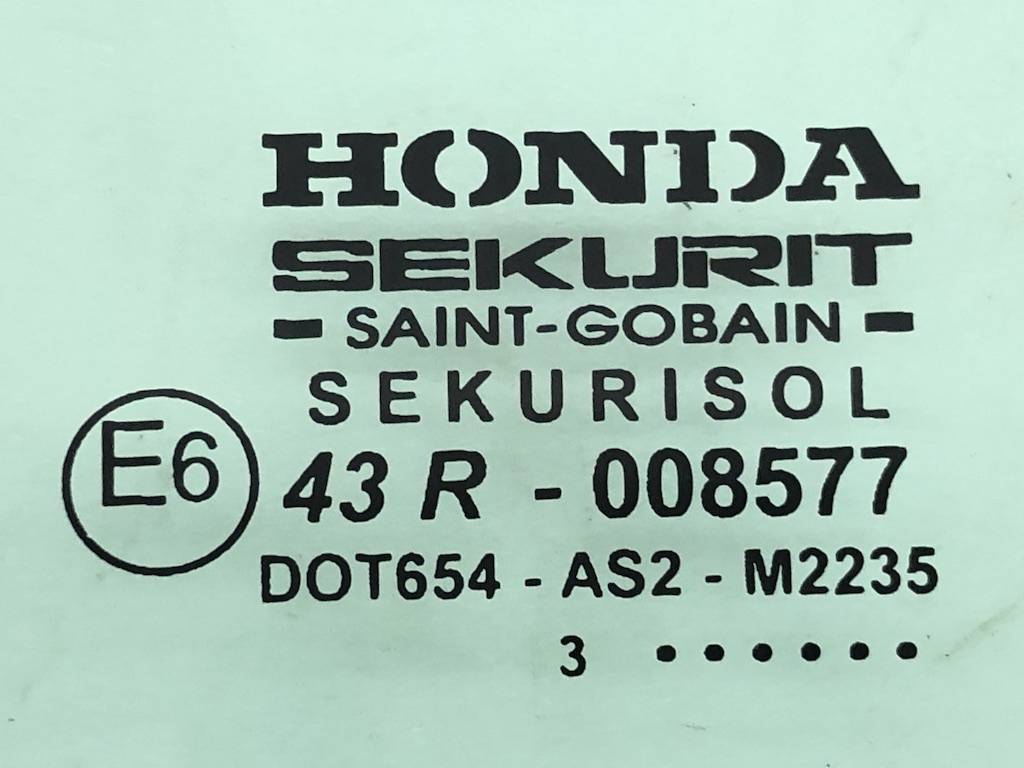 HONDA
SEKURIT
- SAINT-GOBAIN -
SEKURISOL
E6 43 R - 008577
DOT654 - AS2 - M2235
3 • • • • • •